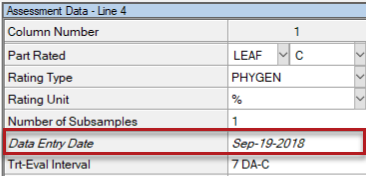 Assessment Data - Line 4
Column Number 1
Part Rated LEAF C
Rating Type PHYGEN
Rating Unit %
Number of Subsamples 1
Data Entry Date Sep-19-2018
Trt-Eval Interval 7 DA-C